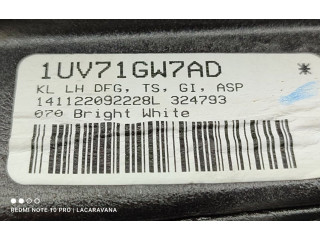 1UV71GW7AD *
KL LH DFG, TS, GI, ASP
141122092228L 324793
070 Bright White
REDMI NOTE 10 PRO | LACARAVANA